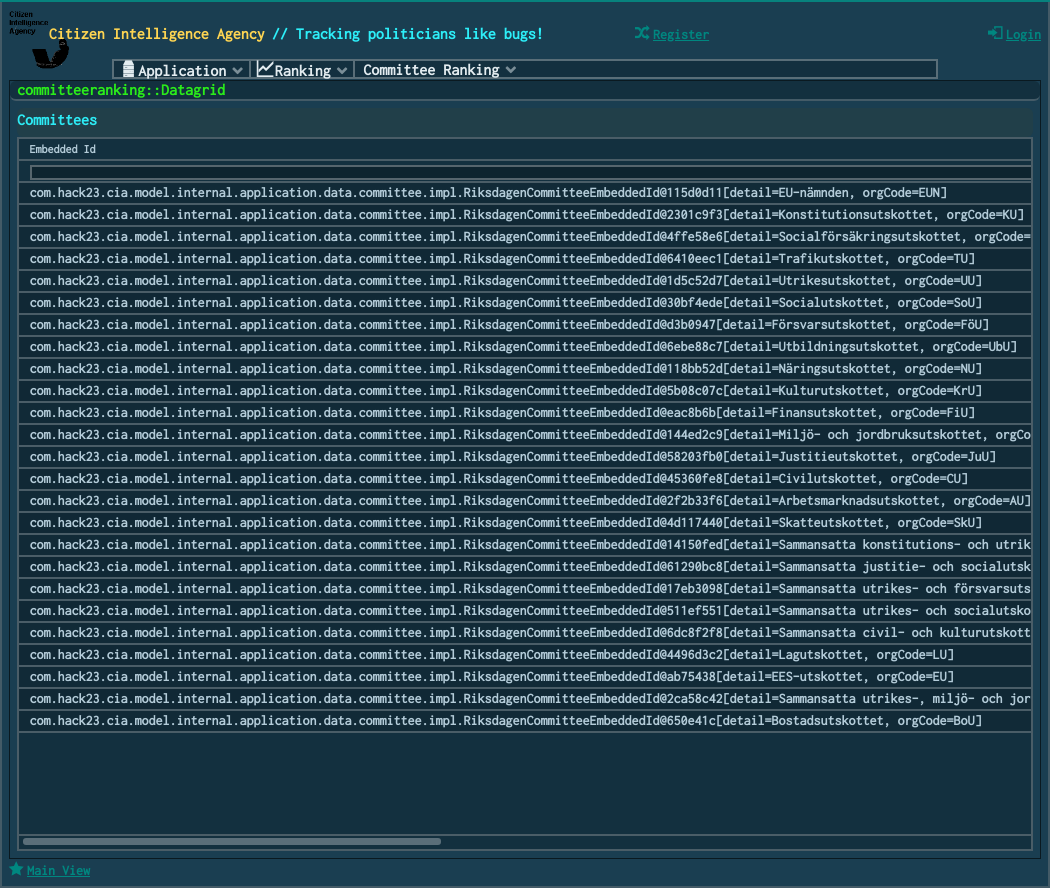 Citizen
Intelligence
Agency
Citizen Intelligence Agency // Tracking politicians like bugs!
Register
Login
Application
Ranking
Committee Ranking
committeeranking::Datagrid
Committees
Embedded Id
com.hack23.cia.model.internal.application.data.committee.impl.RiksdagenCommitteeEmbeddedId@115d0d11[detail=EU-nämnden, orgCode=EUN]
com.hack23.cia.model.internal.application.data.committee.impl.RiksdagenCommitteeEmbeddedId@2301c9f3[detail=Konstitutionsutskottet, orgCode=KU]
com.hack23.cia.model.internal.application.data.committee.impl.RiksdagenCommitteeEmbeddedId@4ffe58e6[detail=Socialförsäkringsutskottet, orgCode=
com.hack23.cia.model.internal.application.data.committee.impl.RiksdagenCommitteeEmbeddedId@6410eec1[detail=Trafikutskottet, orgCode=TU]
com.hack23.cia.model.internal.application.data.committee.impl.RiksdagenCommitteeEmbeddedId@1d5c52d7[detail=Utrikesutskottet, orgCode=UU]
com.hack23.cia.model.internal.application.data.committee.impl.RiksdagenCommitteeEmbeddedId@30bf4ede[detail=Socialutskottet, orgCode=SoU]
com.hack23.cia.model.internal.application.data.committee.impl.RiksdagenCommitteeEmbeddedId@d3b0947[detail=Försvarsutskottet, orgCode=FöU]
com.hack23.cia.model.internal.application.data.committee.impl.RiksdagenCommitteeEmbeddedId@6ebe88c7[detail=Utbildningsutskottet, orgCode=UbU]
com.hack23.cia.model.internal.application.data.committee.impl.RiksdagenCommitteeEmbeddedId@118bb52d[detail=Näringsutskottet, orgCode=NU]
com.hack23.cia.model.internal.application.data.committee.impl.RiksdagenCommitteeEmbeddedId@5b08c07c[detail=Kulturutskottet, orgCode=KrU]
com.hack23.cia.model.internal.application.data.committee.impl.RiksdagenCommitteeEmbeddedId@eac8b6b[detail=Finansutskottet, orgCode=FiU]
com.hack23.cia.model.internal.application.data.committee.impl.RiksdagenCommitteeEmbeddedId@144ed2c9[detail=Miljö- och jordbruksutskottet, orgCo
com.hack23.cia.model.internal.application.data.committee.impl.RiksdagenCommitteeEmbeddedId@58203fb0[detail=Justitieutskottet, orgCode=JuU]
com.hack23.cia.model.internal.application.data.committee.impl.RiksdagenCommitteeEmbeddedId@45360fe8[detail=Civilutskottet, orgCode=CU]
com.hack23.cia.model.internal.application.data.committee.impl.RiksdagenCommitteeEmbeddedId@2f2b33f6[detail=Arbetsmarknadsutskottet, orgCode=AU]
com.hack23.cia.model.internal.application.data.committee.impl.RiksdagenCommitteeEmbeddedId@4d117440[detail=Skatteutskottet, orgCode=SkU]
com.hack23.cia.model.internal.application.data.committee.impl.RiksdagenCommitteeEmbeddedId@14150fed[detail=Sammansatta konstitutions- och utrik
com.hack23.cia.model.internal.application.data.committee.impl.RiksdagenCommitteeEmbeddedId@61290bc8[detail=Sammansatta justitie- och socialutsk
com.hack23.cia.model.internal.application.data.committee.impl.RiksdagenCommitteeEmbeddedId@17eb3098[detail=Sammansatta utrikes- och försvarsuts
com.hack23.cia.model.internal.application.data.committee.impl.RiksdagenCommitteeEmbeddedId@511ef551[detail=Sammansatta utrikes- och socialutsko
com.hack23.cia.model.internal.application.data.committee.impl.RiksdagenCommitteeEmbeddedId@6dc8f2f8[detail=Sammansatta civil- och kulturutskott
com.hack23.cia.model.internal.application.data.committee.impl.RiksdagenCommitteeEmbeddedId@4496d3c2[detail=Lagutskottet, orgCode=LU]
com.hack23.cia.model.internal.application.data.committee.impl.RiksdagenCommitteeEmbeddedId@ab75438[detail=EES-utskottet, orgCode=EU]
com.hack23.cia.model.internal.application.data.committee.impl.RiksdagenCommitteeEmbeddedId@2ca58c42[detail=Sammansatta utrikes-, miljö- och jor
com.hack23.cia.model.internal.application.data.committee.impl.RiksdagenCommitteeEmbeddedId@650e41c[detail=Bostadsutskottet, orgCode=BoU]
Main View